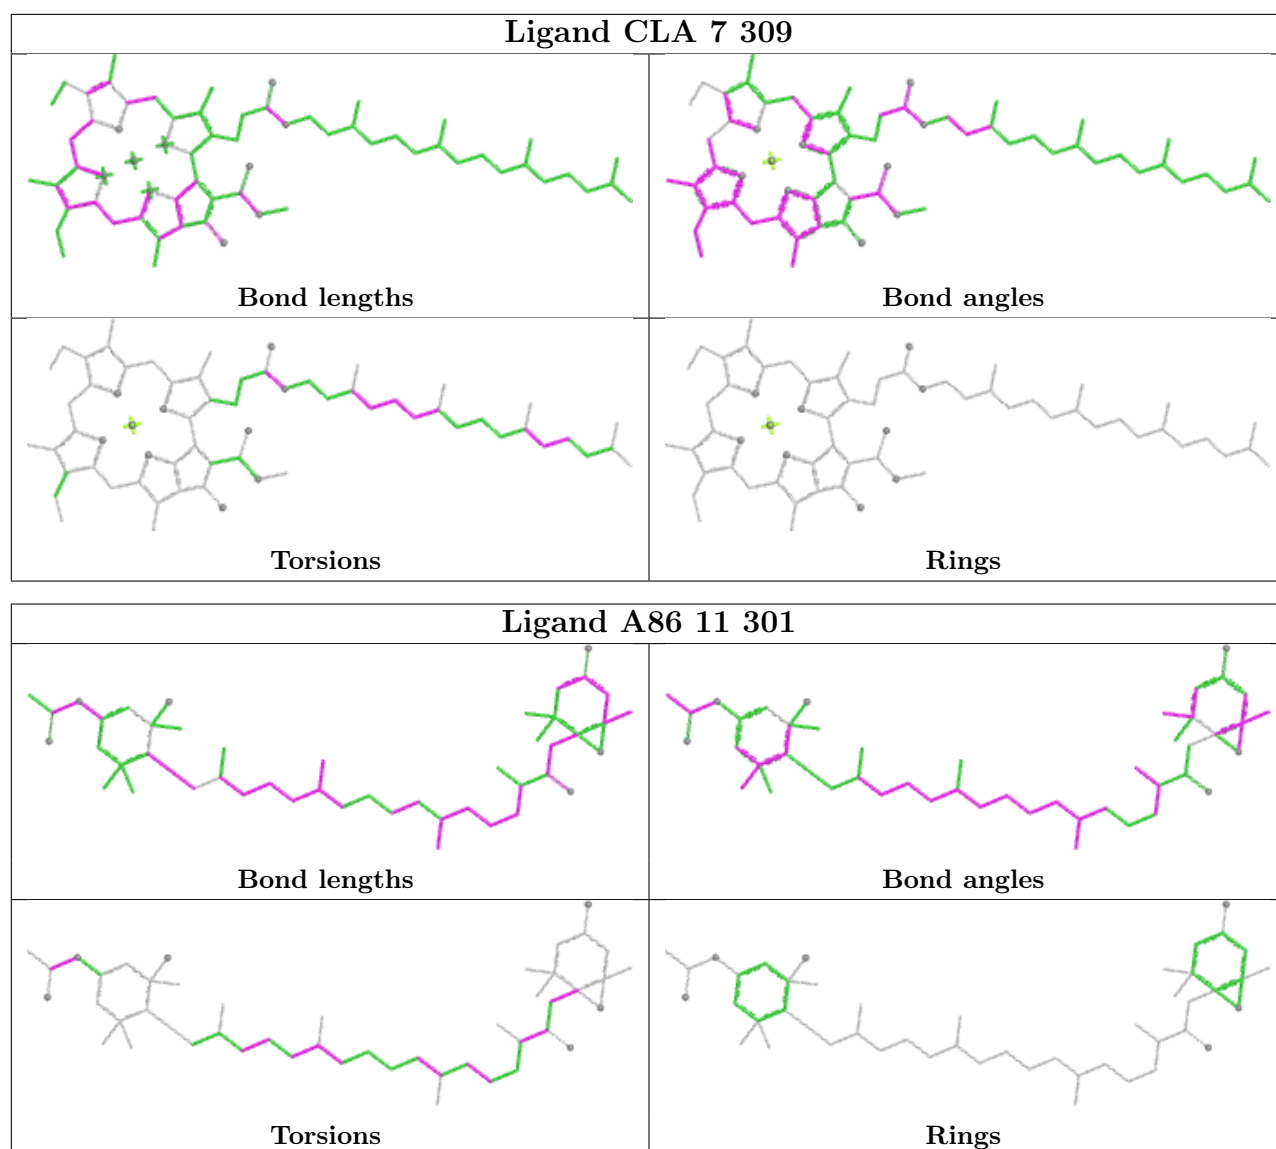 Ligand CLA 7 309
Bond lengths
Bond angles
Torsions
Rings
Ligand A86 11 301
Bond lengths
Bond angles
Torsions
Rings